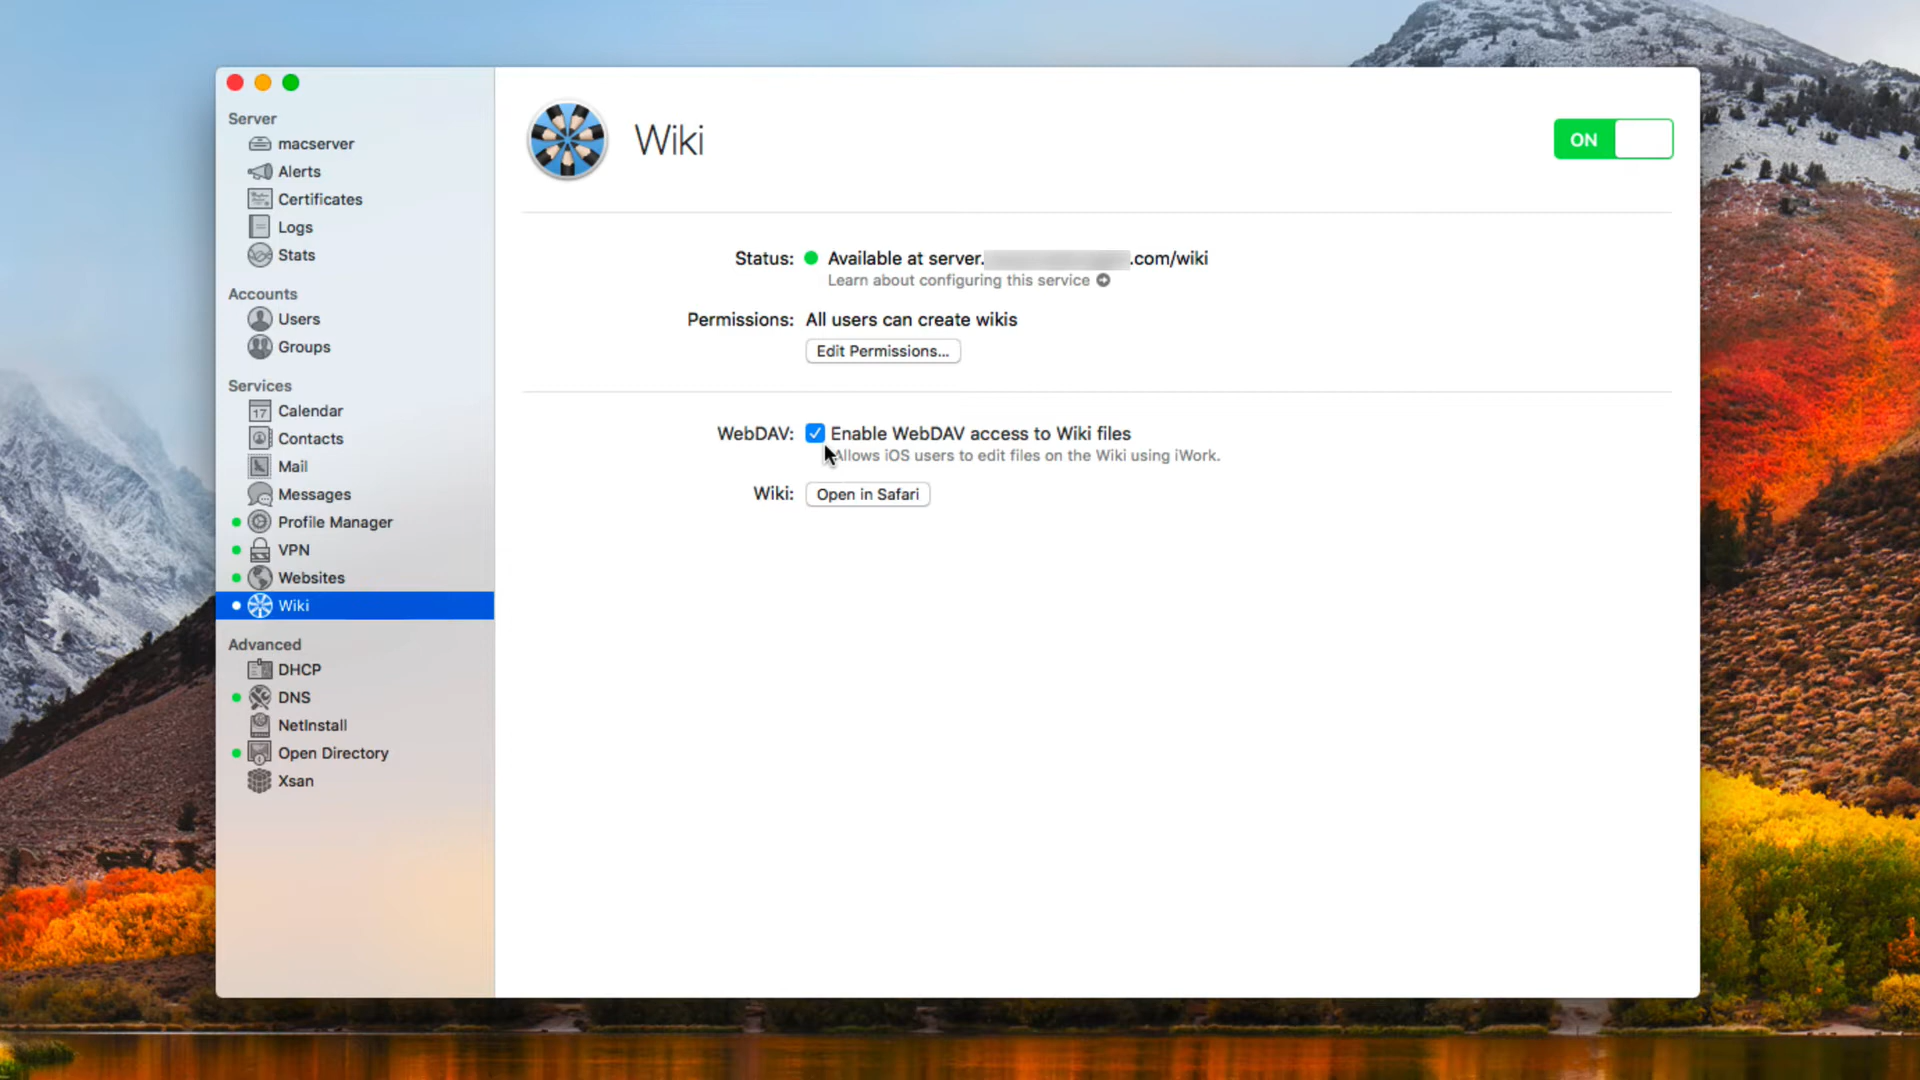 Server
macserver
Alerts
Certificates
Logs
Stats
Accounts
Users
Groups
Services
17 Calendar
Contacts
Mail
Messages
Profile Manager
VPN
Websites
Wiki
Advanced
DHCP
DNS
NetInstall
Open Directory
Xsan
Wiki
ON
Status: Available at server. .com/wiki
Learn about configuring this service
Permissions: All users can create wikis
Edit Permissions...
WebDAV: Enable WebDAV access to Wiki files
Allows iOS users to edit files on the Wiki using iWork.
Wiki: Open in Safari